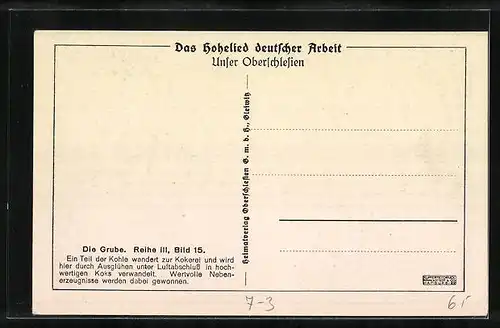 Das Hohelied deutscher Arbeit
Unser Oberschlesien
Heimatverlag Oberschlesien G. m. b. H., Gleiwitz
Die Grube. Reihe III, Bild 15.
Ein Teil der Kohle wandert zur Kokerei und wird
hier durch Ausglühen unter Luftabschluß in hoch-
wertigen Koks verwandelt. Wertvolle Neben-
erzeugnisse werden dabei gewonnen.
7-3